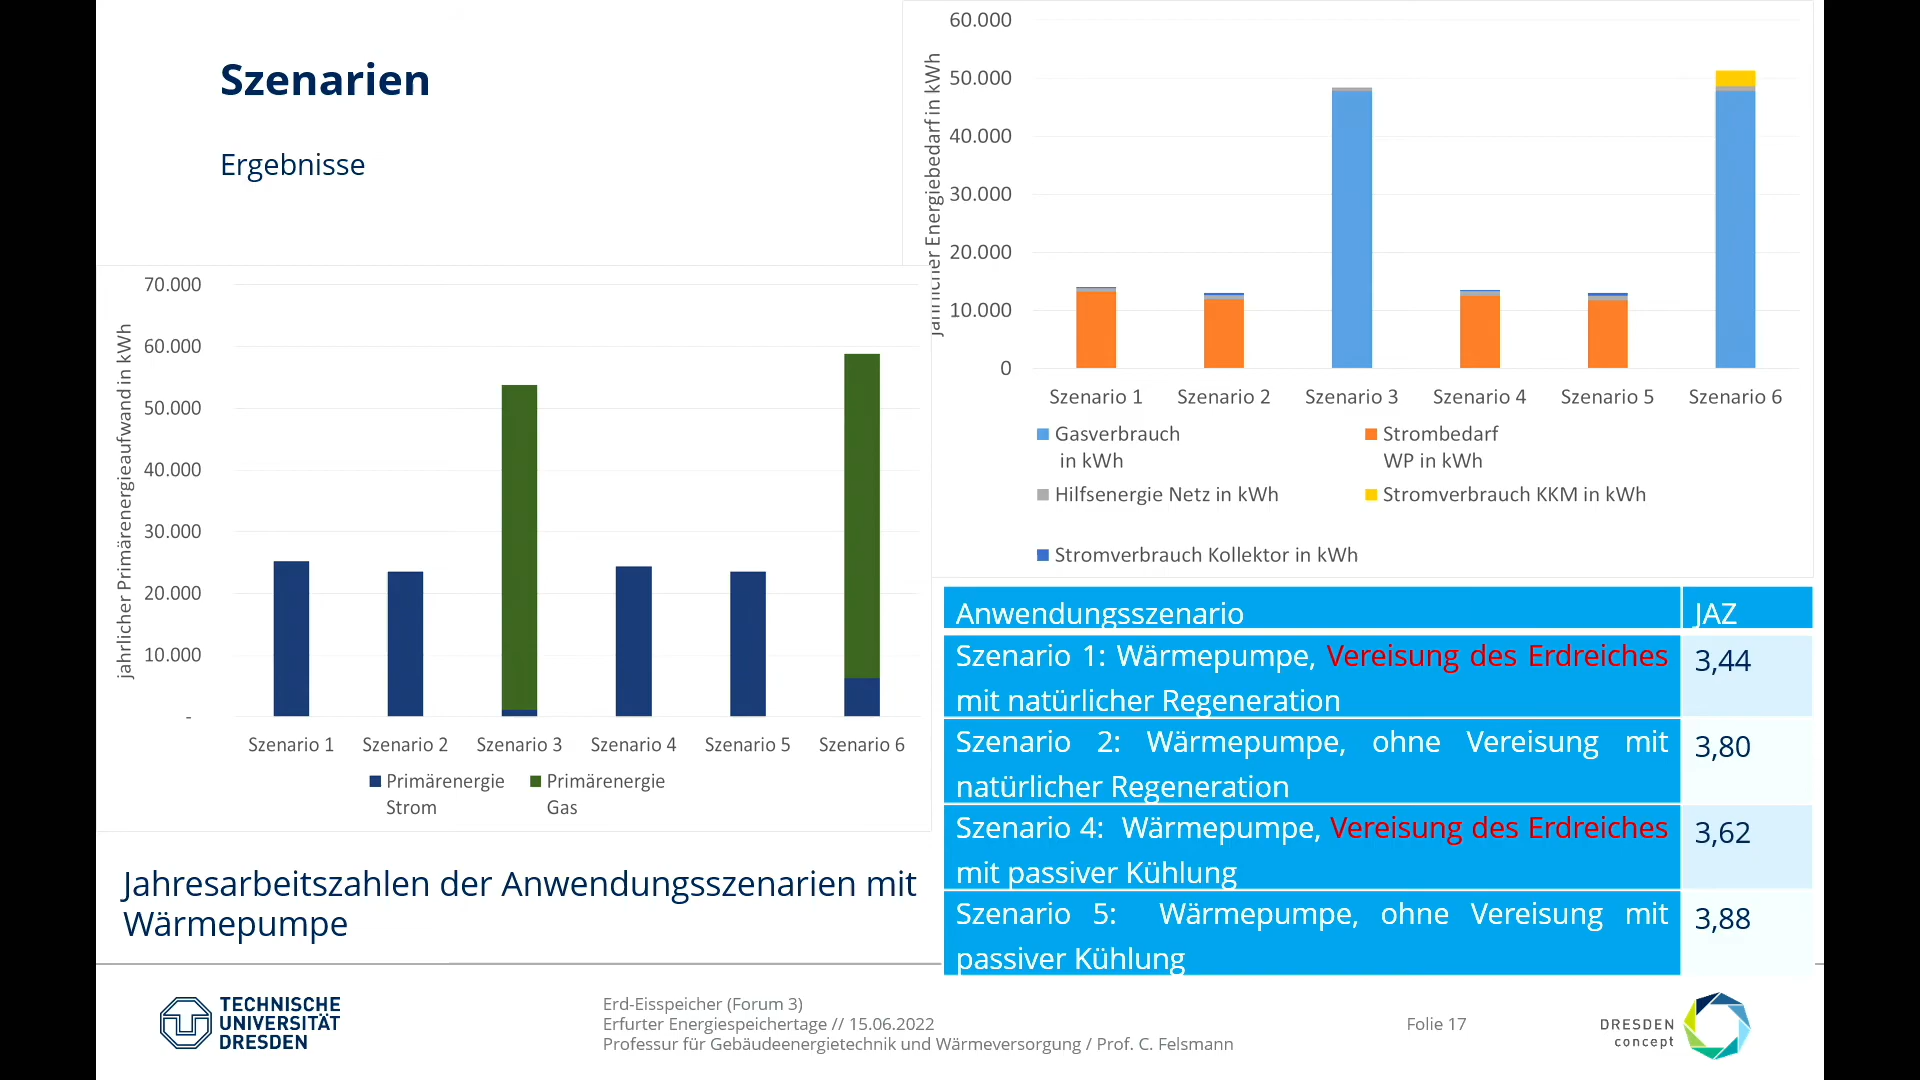 Szenarien
Ergebnisse
60.000
50.000
40.000
30.000
20.000
10.000
0
jährlicher Energiebedarf in kWh
Szenario 1 Szenario 2 Szenario 3 Szenario 4 Szenario 5 Szenario 6
Gasverbrauch in kWh
Strombedarf WP in kWh
Hilfsenergie Netz in kWh
Stromverbrauch KKM in kWh
Stromverbrauch Kollektor in kWh
70.000
60.000
50.000
40.000
30.000
20.000
10.000
-
jährlicher Primärenergieaufwand in kWh
Szenario 1 Szenario 2 Szenario 3 Szenario 4 Szenario 5 Szenario 6
Primärenergie Strom
Primärenergie Gas
Anwendungsszenario JAZ
Szenario 1: Wärmepumpe, Vereisung des Erdreiches 3,44
mit natürlicher Regeneration
Szenario 2: Wärmepumpe, ohne Vereisung mit 3,80
natürlicher Regeneration
Szenario 4: Wärmepumpe, Vereisung des Erdreiches 3,62
mit passiver Kühlung
Szenario 5: Wärmepumpe, ohne Vereisung mit 3,88
passiver Kühlung
Jahresarbeitszahlen der Anwendungsszenarien mit
Wärmepumpe
TECHNISCHE
UNIVERSITÄT
DRESDEN
Erd-Eisspeicher (Forum 3)
Erfurter Energiespeichertage // 15.06.2022
Professur für Gebäudeenergietechnik und Wärmeversorgung / Prof. C. Felsmann
Folie 17
DRESDEN
concept